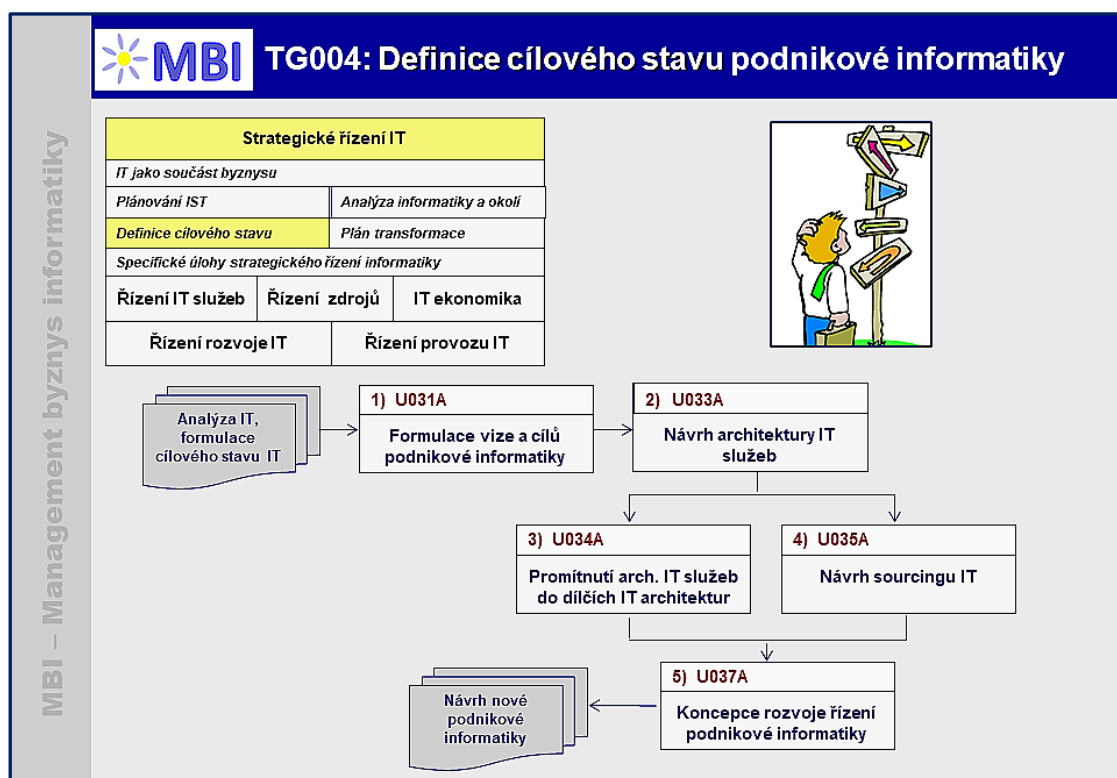 MBI
TG004: Definice cílového stavu podnikové informatiky
MBI – Management byznys informatiky
Strategické řízení IT
IT jako součást byznysu
Plánování IST
Analýza informatiky a okolí
Definice cílového stavu
Plán transformace
Specifické úlohy strategického řízení informatiky
Řízení IT služeb
Řízení zdrojů
IT ekonomika
Řízení rozvoje IT
Řízení provozu IT
Analýza IT,
formulace
cílového stavu IT
1) U031A
Formulace vize a cílů
podnikové informatiky
2) U033A
Návrh architektury IT
služeb
3) U034A
Promítnutí arch. IT služeb
do dílčích IT architektur
4) U035A
Návrh sourcingu IT
5) U037A
Koncepce rozvoje řízení
podnikové informatiky
Návrh nové
podnikové
informatiky